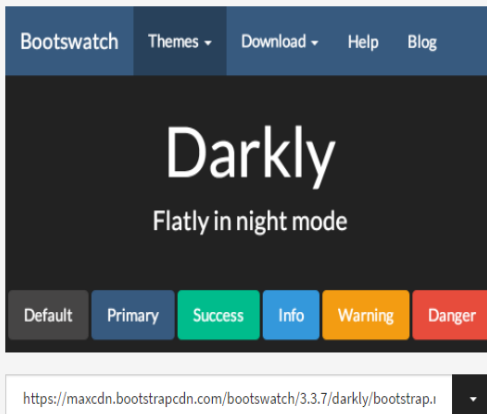 Bootswatch Themes Download Help Blog
Darkly
Flatly in night mode
Default Primary Success Info Warning Danger
https://maxcdn.bootstrapcdn.com/bootswatch/3.3.7/darkly/bootstrap.